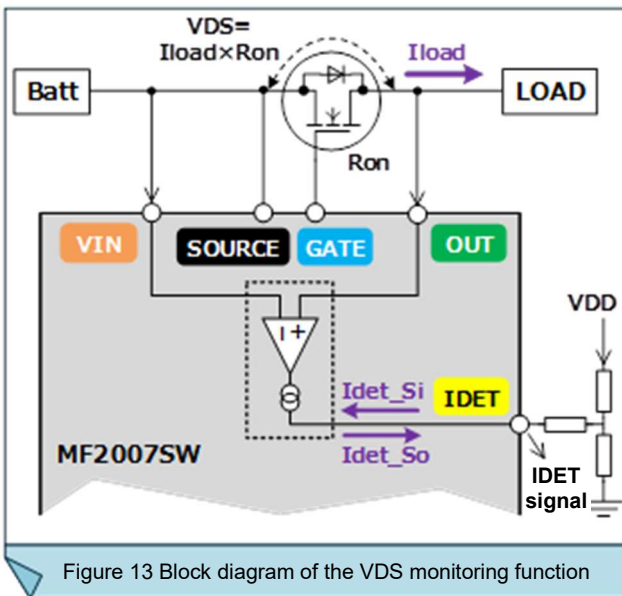 VDS=
Iload×Ron
Iload
Batt
LOAD
Ron
VIN
SOURCE
GATE
OUT
VDD
I +
Idet_Si
IDET
Idet_So
MF2007SW
IDET
signal
Figure 13 Block diagram of the VDS monitoring function